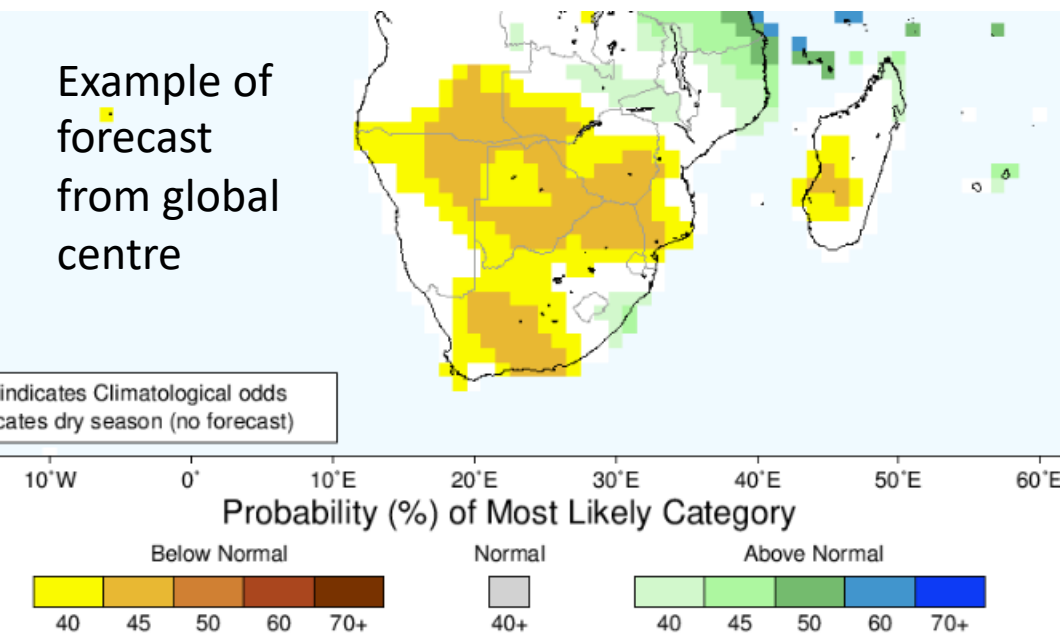 Example of
forecast
from global
centre
indicates Climatological odds
cates dry season (no forecast)
10°W 0° 10°E 20°E 30°E 40°E 50°E 60°E
Probability (%) of Most Likely Category
Below Normal Normal Above Normal
40 45 50 60 70+ 40+ 40 45 50 60 70+